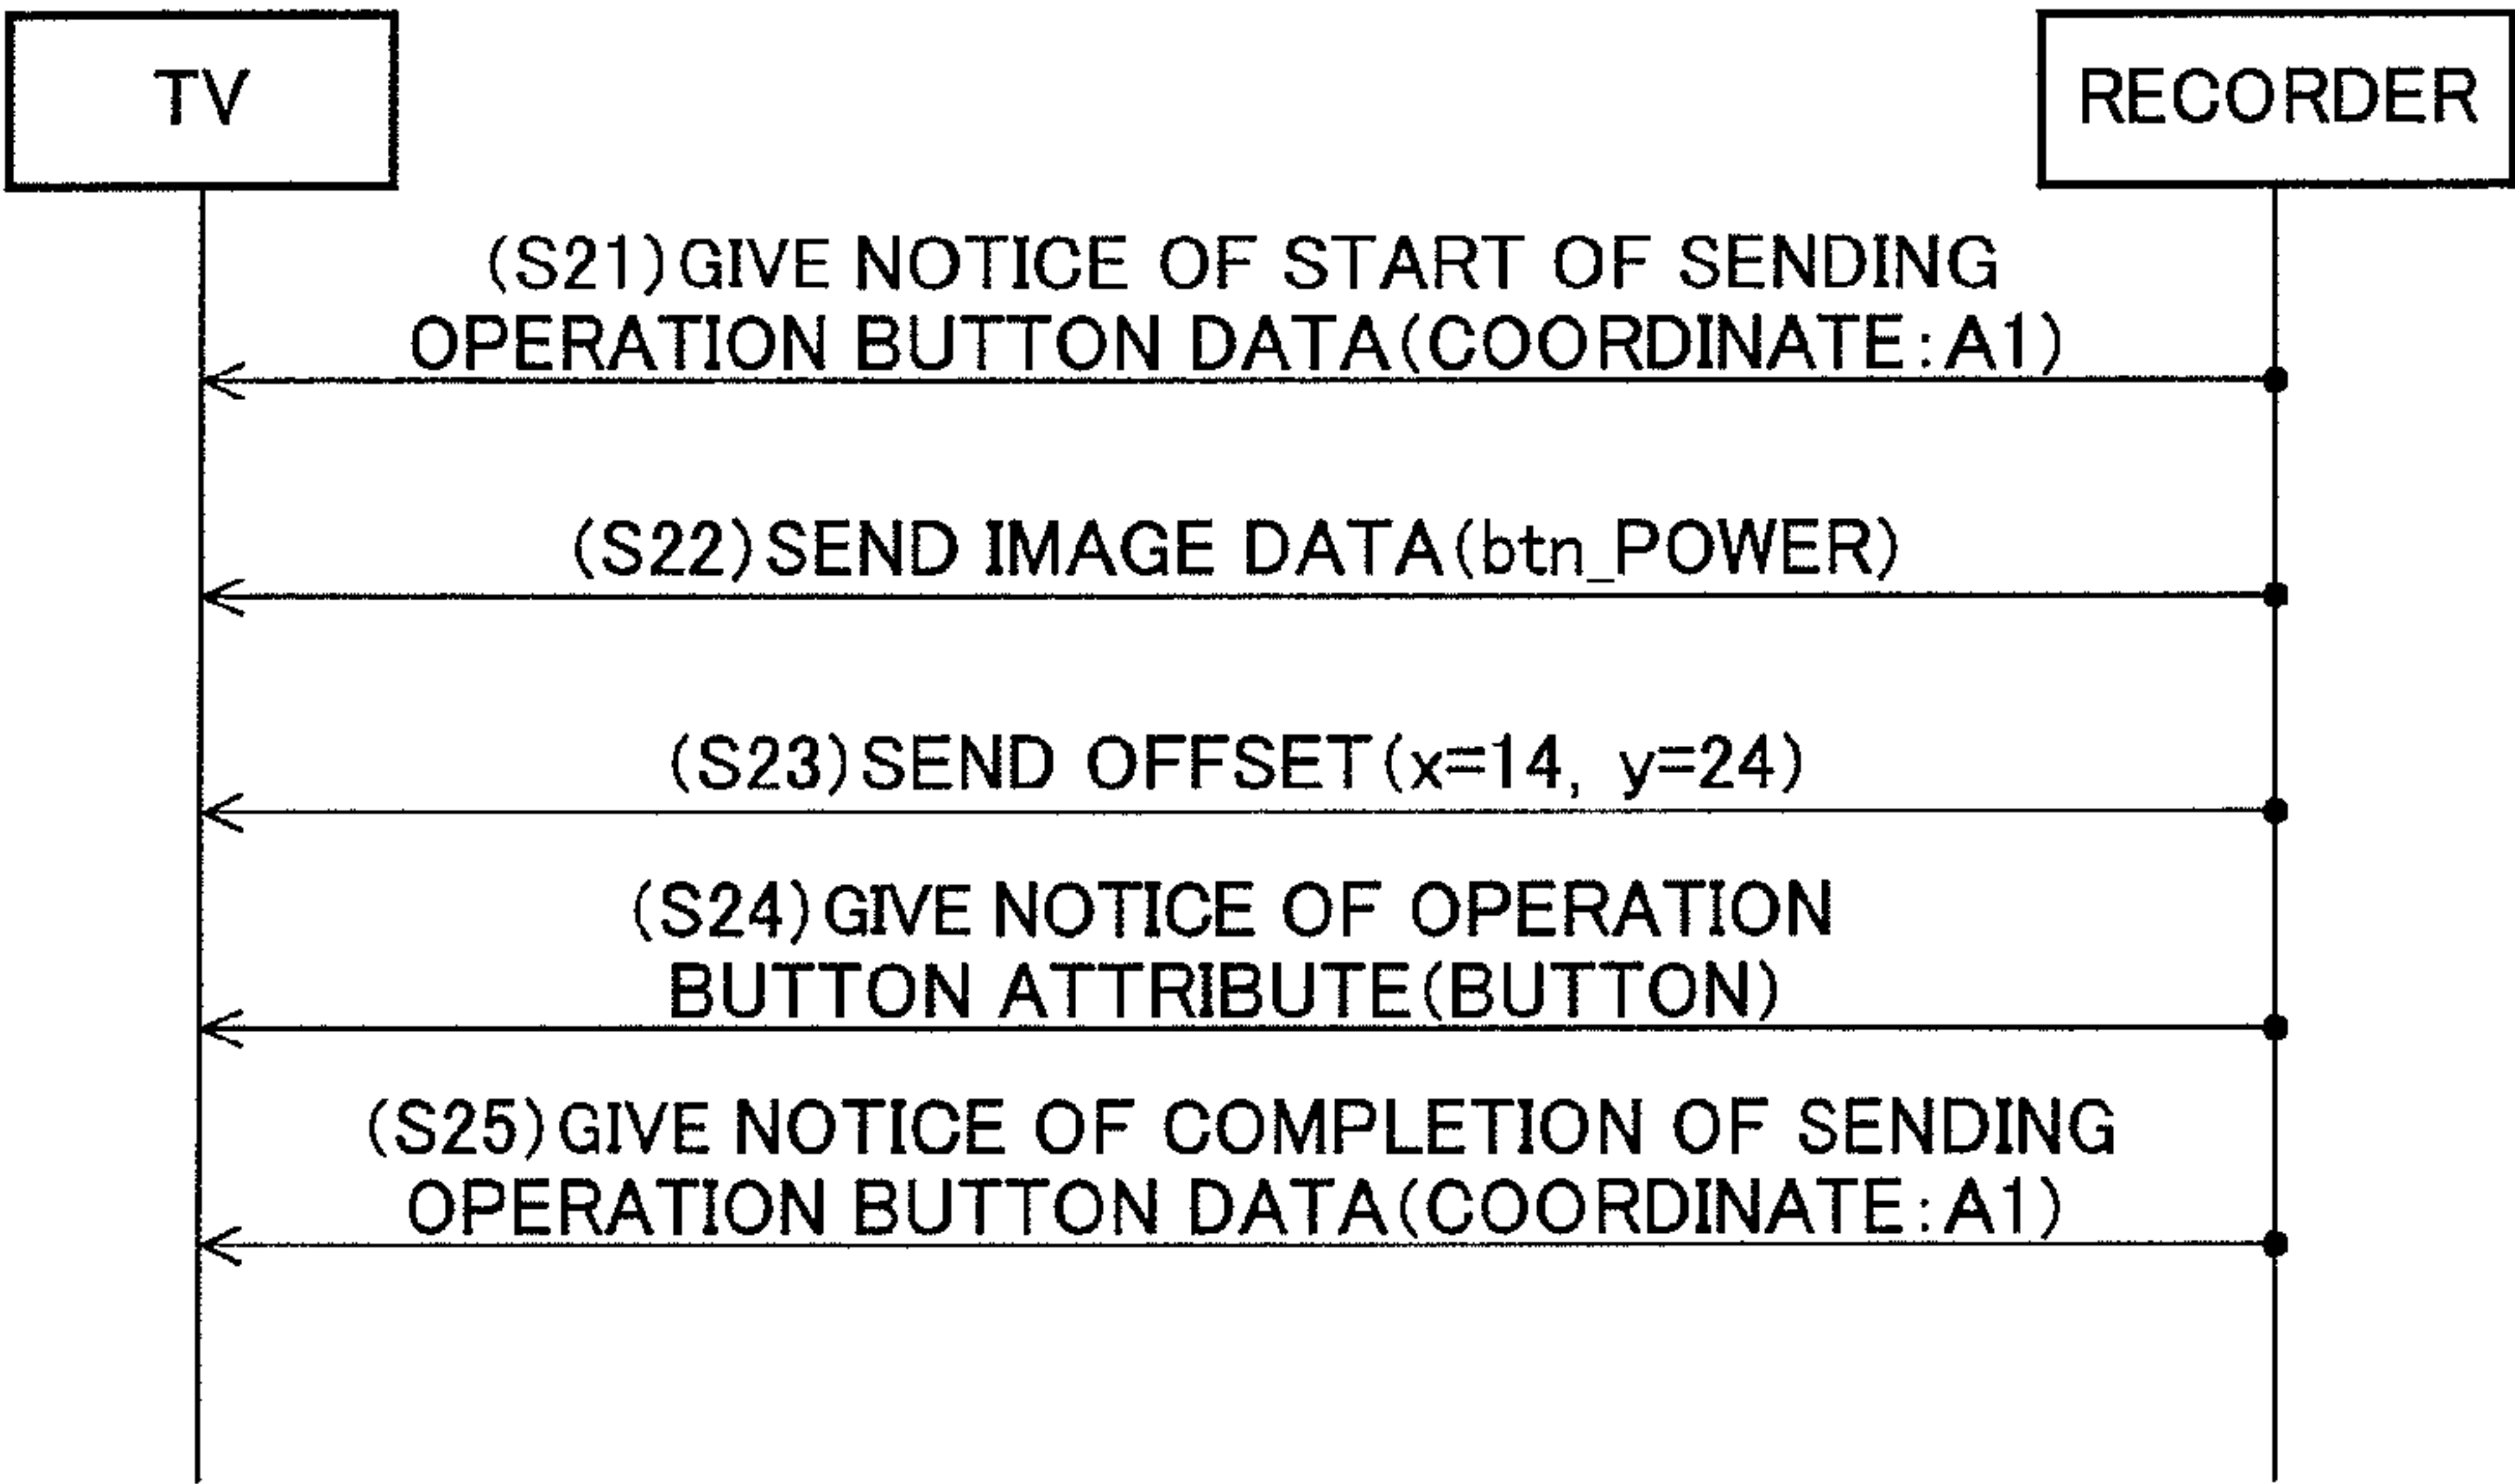 TV
RECORDER
(S21)GIVE NOTICE OF START OF SENDING
OPERATION BUTTON DATA(COORDINATE:A1)
(S22)SEND IMAGE DATA(btn_POWER)
(S23)SEND OFFSET(x=14, y=24)
(S24)GIVE NOTICE OF OPERATION
BUTTON ATTRIBUTE(BUTTON)
(S25)GIVE NOTICE OF COMPLETION OF SENDING
OPERATION BUTTON DATA(COORDINATE:A1)